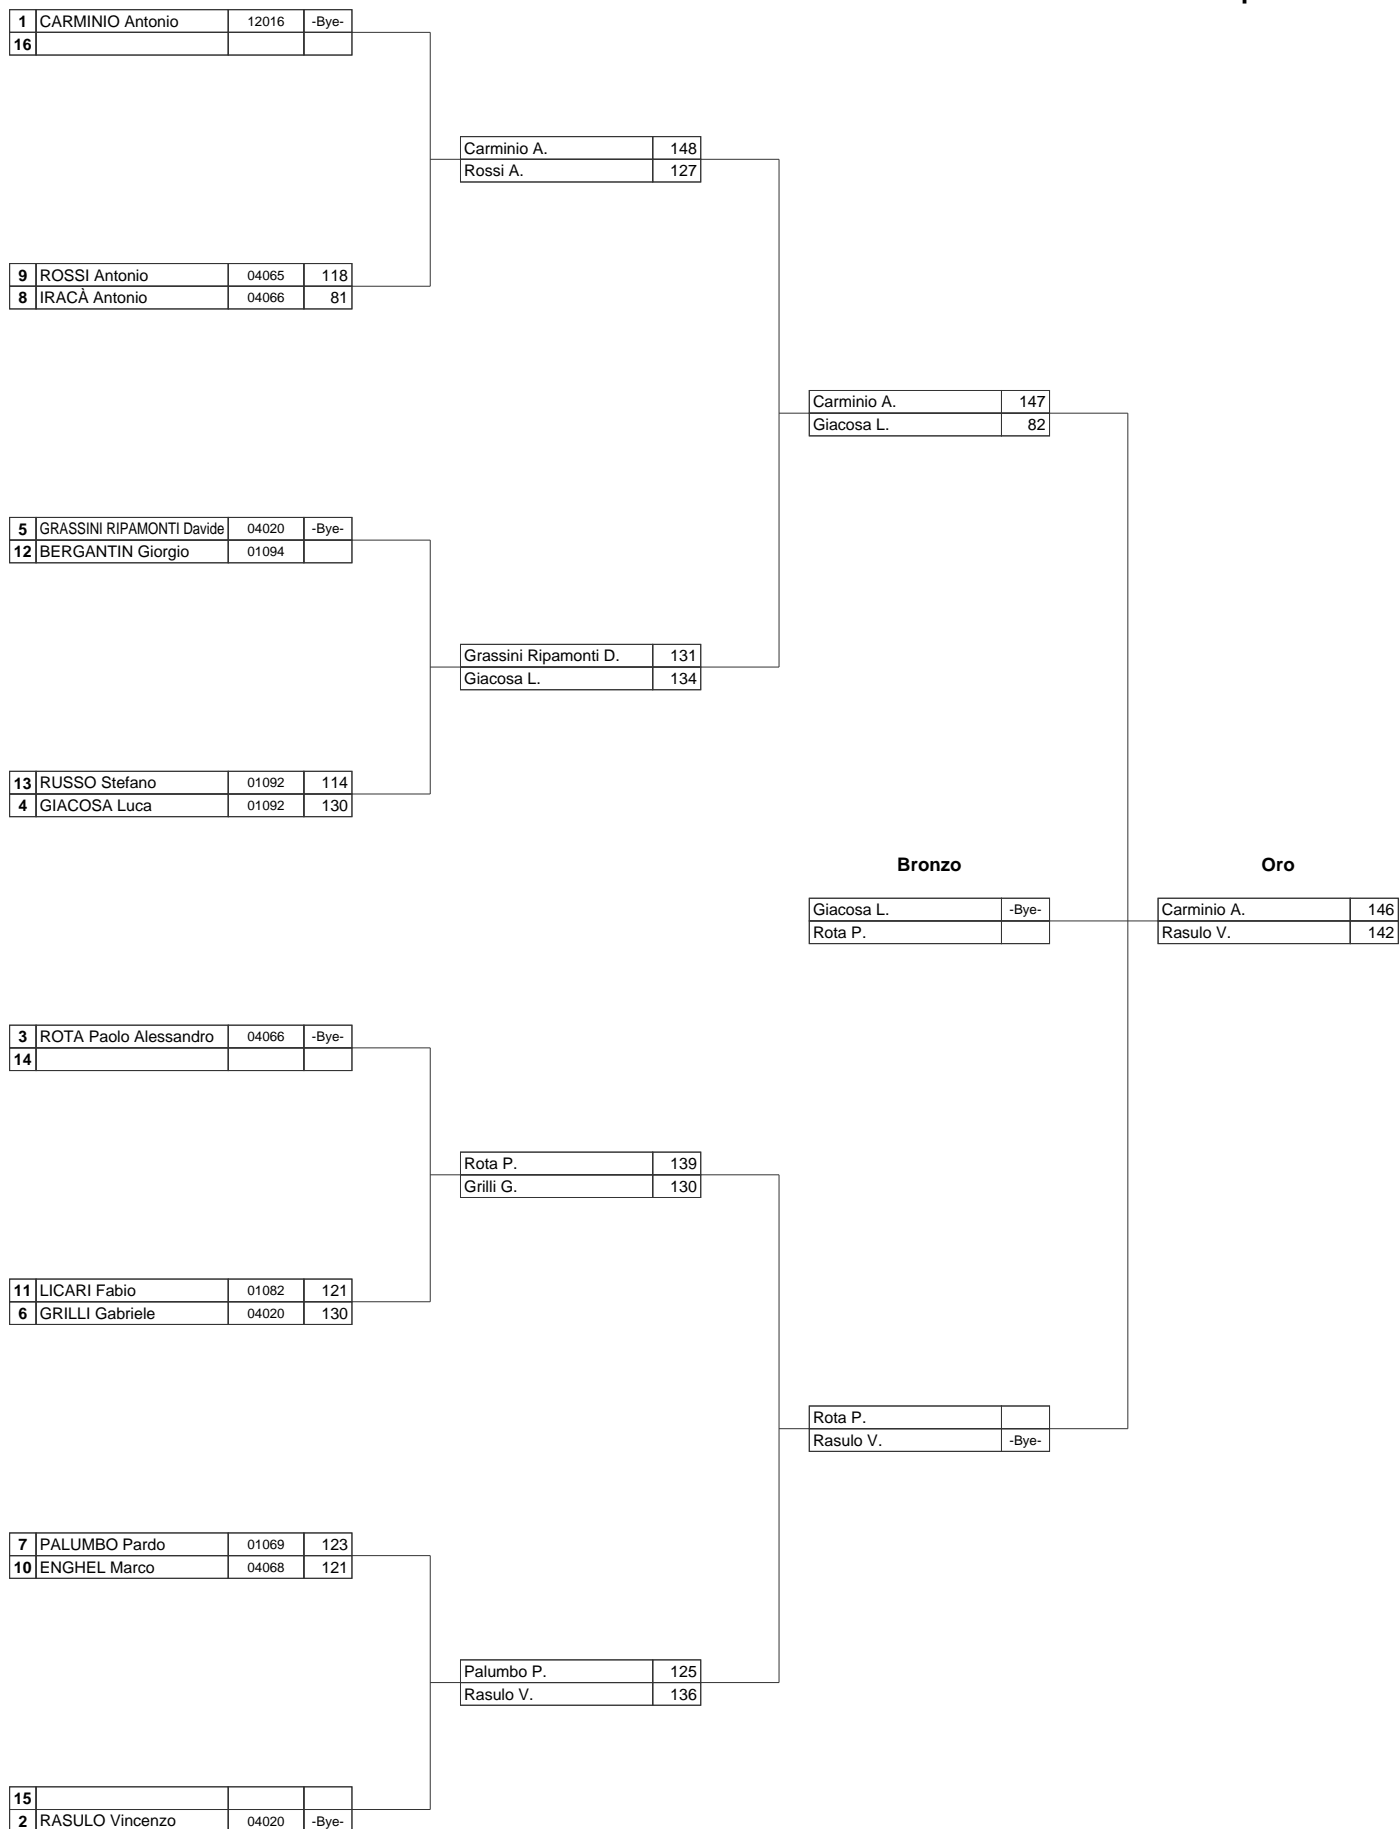 1 CARMINIO Antonio 12016 -Bye-
16
Carminio A. 148
Rossi A. 127
9 ROSSI Antonio 04065 118
8 IRACÀ Antonio 04066 81
Carminio A. 147
Giacosa L. 82
5 GRASSINI RIPAMONTI Davide 04020 -Bye-
12 BERGANTIN Giorgio 01094
Grassini Ripamonti D. 131
Giacosa L. 134
13 RUSSO Stefano 01092 114
4 GIACOSA Luca 01092 130
Bronzo Oro
Giacosa L. -Bye- Carminio A. 146
Rota P. Rasulo V. 142
3 ROTA Paolo Alessandro 04066 -Bye-
14
Rota P. 139
Grilli G. 130
11 LICARI Fabio 01082 121
6 GRILLI Gabriele 04020 130
Rota P.
Rasulo V. -Bye-
7 PALUMBO Pardo 01069 123
10 ENGHEL Marco 04068 121
Palumbo P. 125
Rasulo V. 136
15
2 RASULO Vincenzo 04020 -Bye-